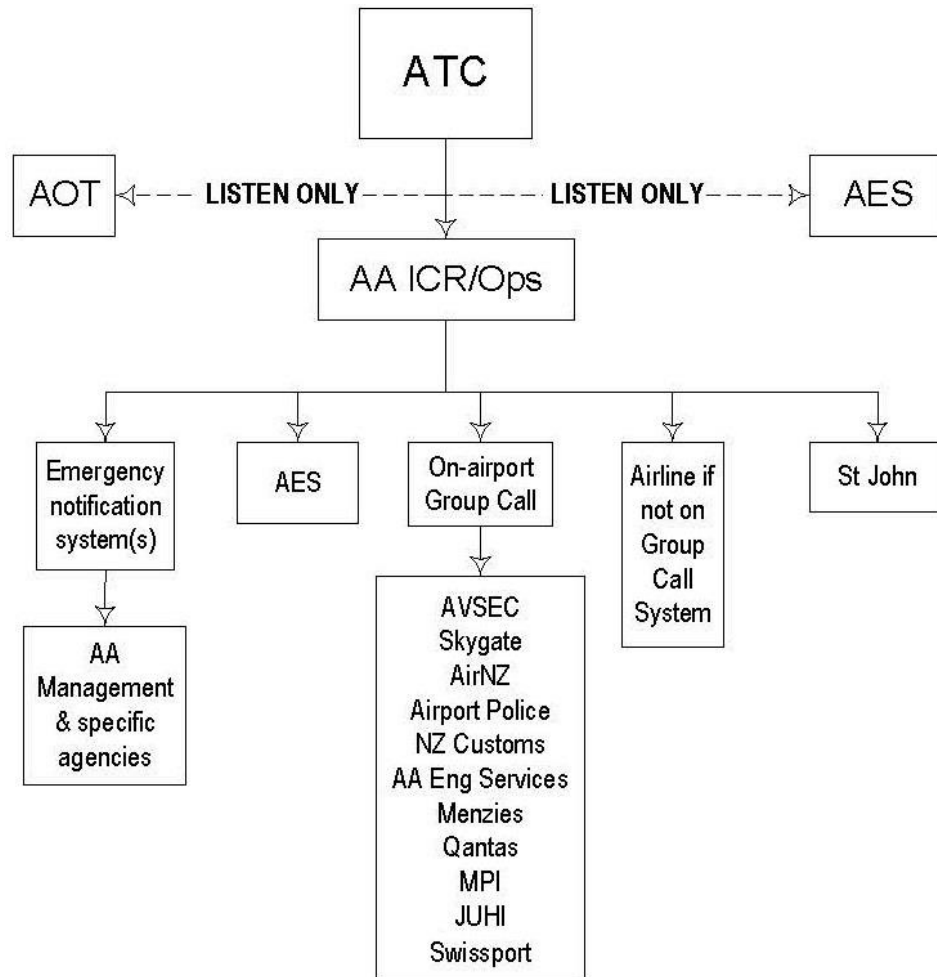 ATC
AOT
LISTEN ONLY
LISTEN ONLY
AES
AA ICR/Ops
Emergency
notification
system(s)
AES
On-airport
Group Call
Airline if
not on
Group
Call
System
St John
AA
Management
& specific
agencies
AVSEC
Skygate
AirNZ
Airport Police
NZ Customs
AA Eng Services
Menzies
Qantas
MPI
JUHI
Swissport